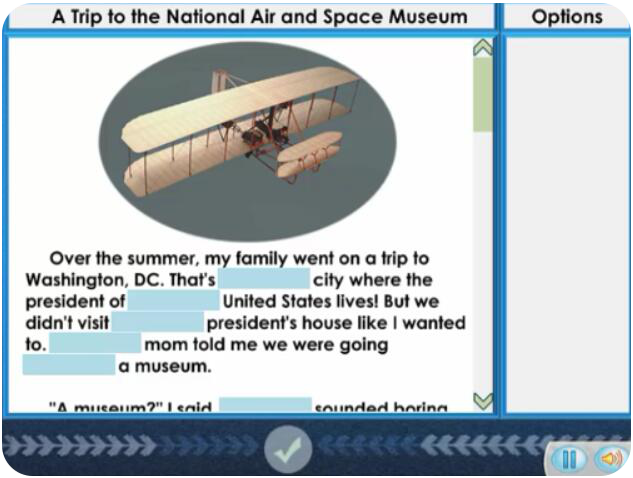 A Trip to the National Air and Space Museum
Options
Over the summer, my family went on a trip to
Washington, DC. That's city where the
president of United States lives! But we
didn't visit president's house like I wanted
to. mom told me we were going
a museum.
"A museum?" I said. sounded boring